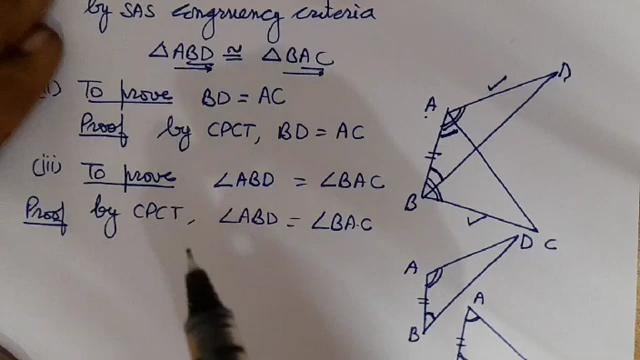 by SAS Congruency Criteria
△ABD ≅ △BAC
To prove BD = AC
Proof by CPCT, BD = AC
(iii) To prove ∠ABD = ∠BAC
Proof by CPCT, ∠ABD = ∠BAC
D
A
B
C
D
A
B
A